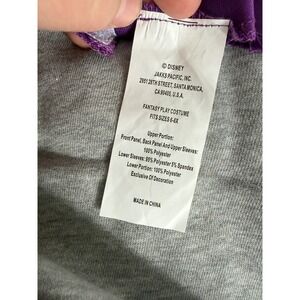 © DISNEY
JAKKS PACIFIC, INC.
2951 28TH STREET, SANTA MONICA,
CA 90405, U.S.A.
FANTASY PLAY COSTUME
FITS SIZES 4-6X
Upper Portion:
Front Panel, Back Panel And Upper Sleeves:
100% Polyester
Lower Sleeves: 95% Polyester 5% Spandex
Lower Portion: 100% Polyester
Exclusive Of Decoration
MADE IN CHINA